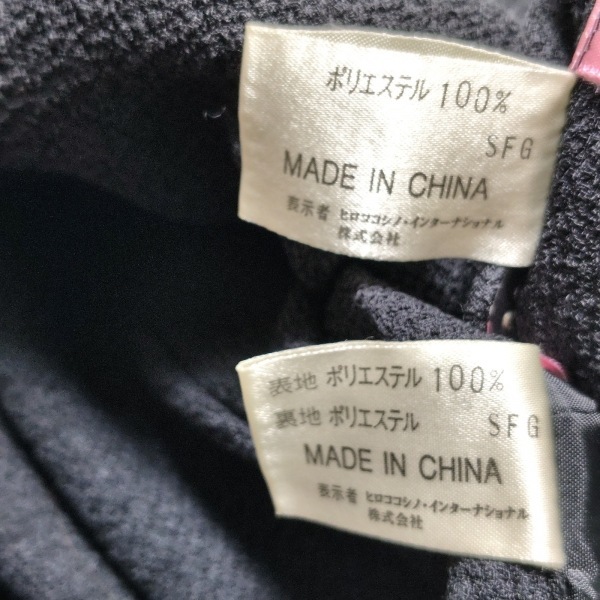 ポリエステル 100%
SFG
MADE IN CHINA
表示者 ヒロココシノ・インターナショナル
株式会社
表地 ポリエステル 100%
裏地 ポリエステル
SFG
MADE IN CHINA
表示者 ヒロココシノ・インターナショナル
株式会社